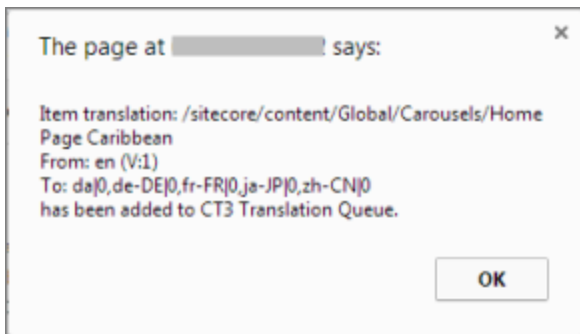 The page at says:
Item translation: /sitecore/content/Global/Carousels/Home
Page Caribbean
From: en (V:1)
To: da|0,de-DE|0,fr-FR|0,ja-JP|0,zh-CN|0
has been added to CT3 Translation Queue.
OK